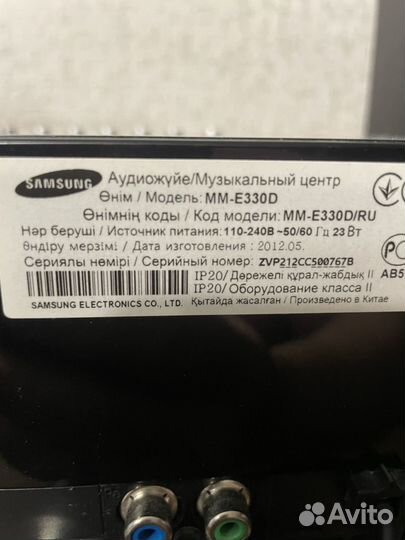 SAMSUNG
Аудиожүйе/Музыкальный центр
Өнім / Модель: MM-E330D
Өнімнің коды / Код модели: MM-E330D/RU
Нәр беруші / Источник питания: 110-240В ~50/60 Гц 23 Вт
Өндіру мерзімі / Дата изготовления : 2012.05.
Сериялы нөмірі / Серийный номер: ZVP212CC500767B
IP20/Дәрежелі құрал-жабдық II
IP20/ Оборудование класса II
SAMSUNG ELECTRONICS CO., LTD. Қытайда жасалған / Произведено в Китае
АВ5
Avito